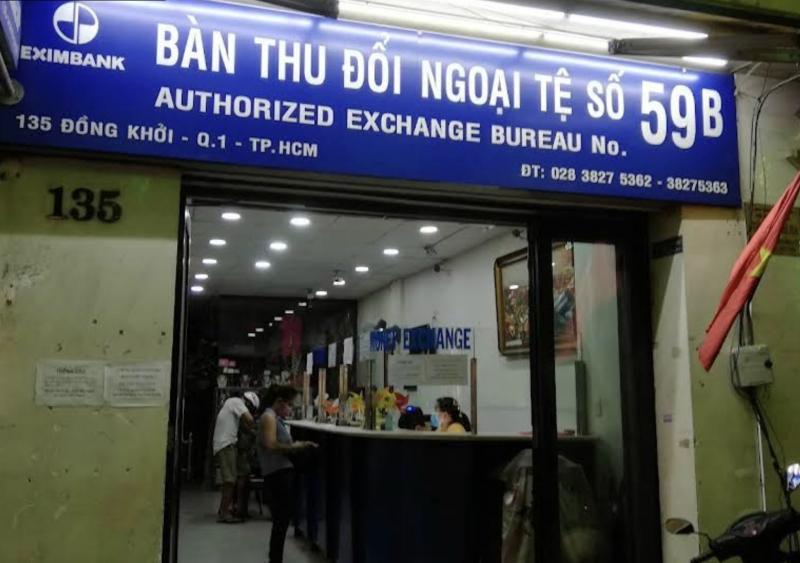 EXIMBANK
BÀN THU ĐỔI NGOẠI TỆ SỐ 59B
AUTHORIZED EXCHANGE BUREAU No.
135 ĐỒNG KHỞI - Q.1 - TP.HCM
ĐT: 028 3827 5362 - 38275363
135
EXCHANGE